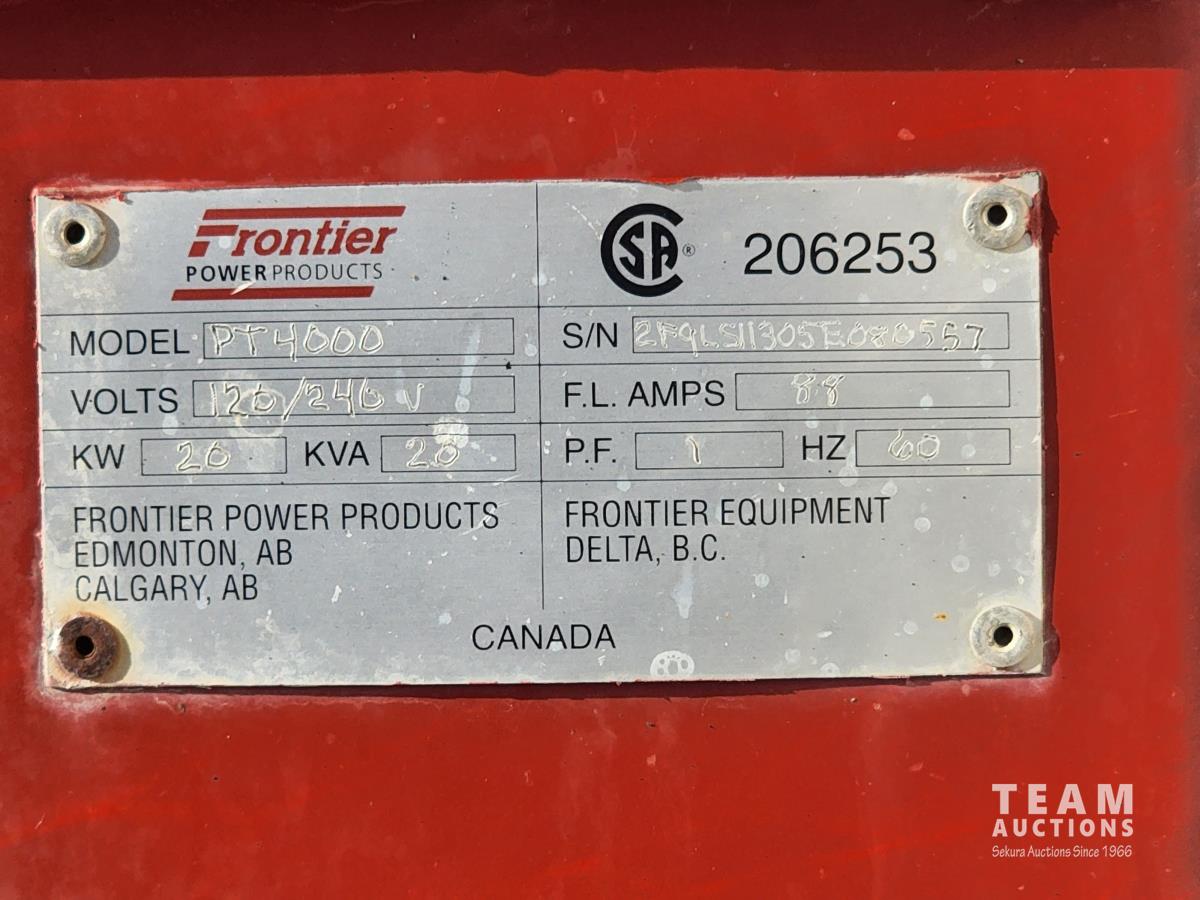 Frontier
POWER PRODUCTS
CSA ® 206253
MODEL PT4000
S/N 2F9LS11305E080557
VOLTS 120/240 V
F.L. AMPS 88
KW 20 KVA 20
P.F. 1 HZ 60
FRONTIER POWER PRODUCTS
EDMONTON, AB
CALGARY, AB
FRONTIER EQUIPMENT
DELTA, B.C.
CANADA
TEAM
AUCTIONS
Sekura Auctions Since 1966